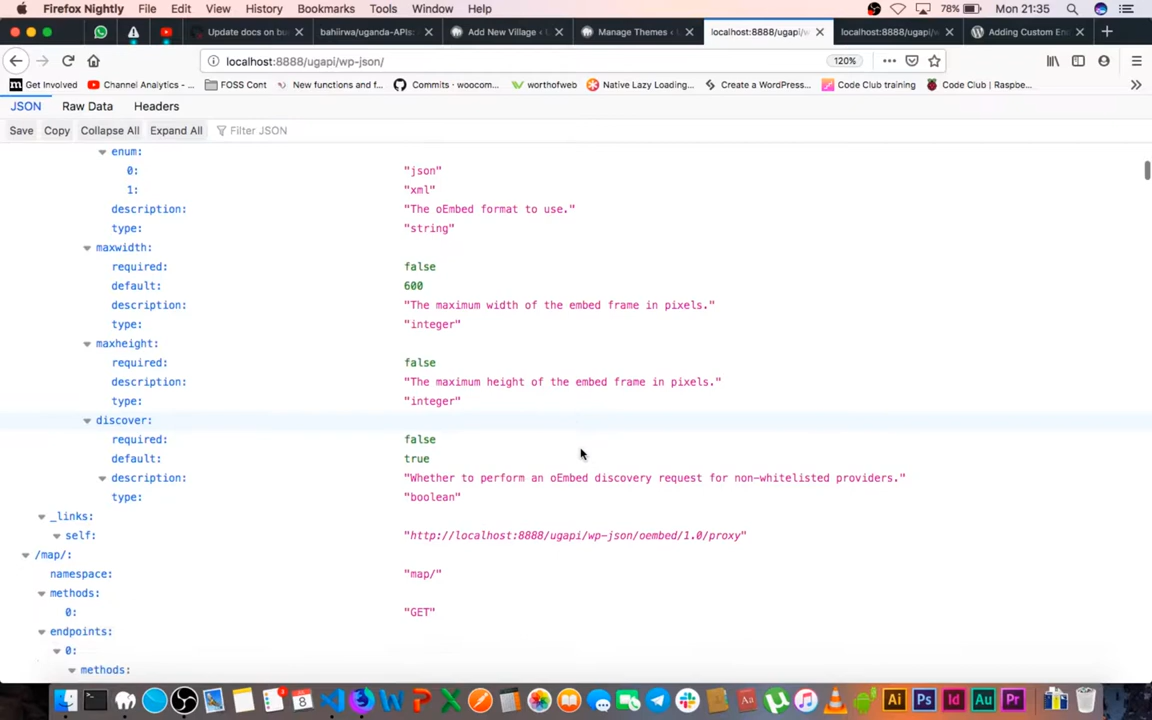 Firefox Nightly File Edit View History Bookmarks Tools Window Help 78% Mon 21:35
Update docs on bu bahiirwa/uganda-APIs: Add New Village ‹ Manage Themes ‹ localhost:8888/ugapi/w localhost:8888/ugapi/w Adding Custom En
localhost:8888/ugapi/wp-json/ 120%
Get Involved Channel Analytics - ... FOSS Cont New functions and f... Commits · woocom... worthofweb Native Lazy Loading... Create a WordPress... Code Club training Code Club | Raspbe...
JSON Raw Data Headers
Save Copy Collapse All Expand All Filter JSON
enum:
0: "json"
1: "xml"
description: "The oEmbed format to use."
type: "string"
maxwidth:
required: false
default: 600
description: "The maximum width of the embed frame in pixels."
type: "integer"
maxheight:
required: false
description: "The maximum height of the embed frame in pixels."
type: "integer"
discover:
required: false
default: true
description: "Whether to perform an oEmbed discovery request for non-whitelisted providers."
type: "boolean"
_links:
self: "http://localhost:8888/ugapi/wp-json/oembed/1.0/proxy"
/map/:
namespace: "map/"
methods:
0: "GET"
endpoints:
0:
methods:
Ai Ps Id Au Pr